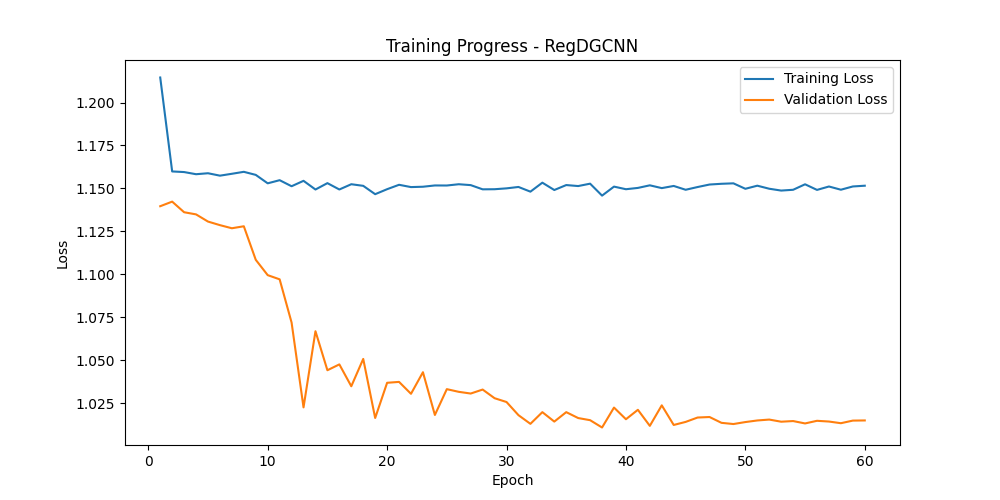 Training Progress - RegDGCNN
Training Loss
Validation Loss
1.200
1.175
1.150
1.125
1.100
1.075
1.050
1.025
Loss
0 10 20 30 40 50 60
Epoch